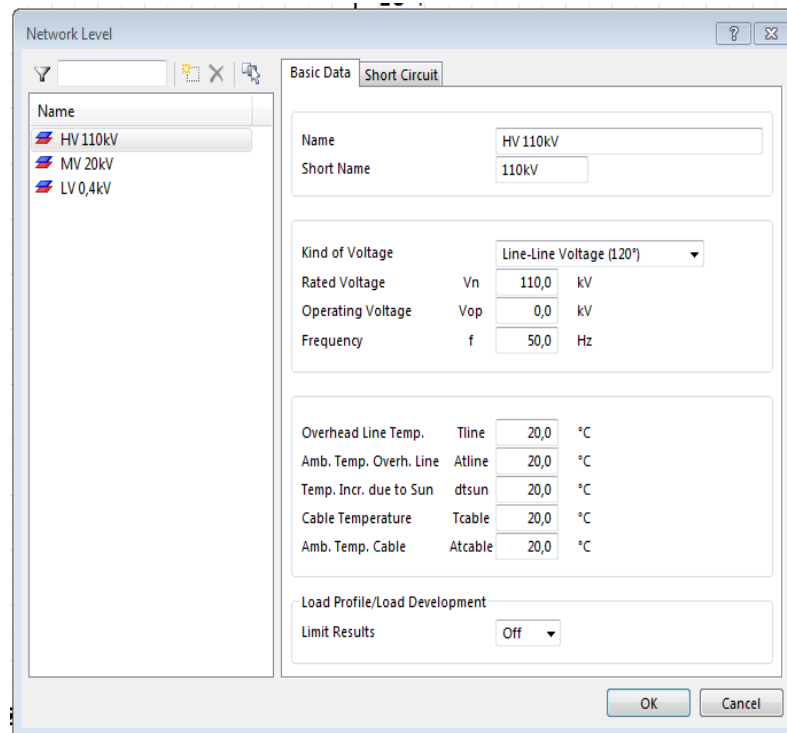 Network Level
Basic Data Short Circuit
Name
HV 110kV
MV 20kV
LV 0,4kV
Name HV 110kV
Short Name 110kV
Kind of Voltage Line-Line Voltage (120°)
Rated Voltage Vn 110,0 kV
Operating Voltage Vop 0,0 kV
Frequency f 50,0 Hz
Overhead Line Temp. Tline 20,0 °C
Amb. Temp. Overh. Line Atline 20,0 °C
Temp. Incr. due to Sun dtsun 20,0 °C
Cable Temperature Tcable 20,0 °C
Amb. Temp. Cable Atcable 20,0 °C
Load Profile/Load Development
Limit Results Off
OK Cancel